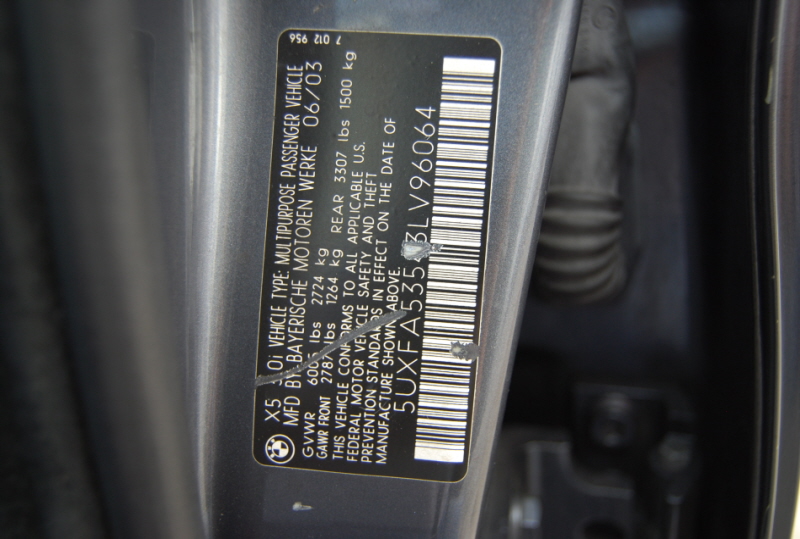 7 012 956
X5 3.0i VEHICLE TYPE: MULTIPURPOSE PASSENGER VEHICLE
MFD BY BAYERISCHE MOTOREN WERKE 06/03
GVWR lbs 2724 kg
GAWR FRONT lbs 1264 kg REAR 3307 lbs 1500 kg
THIS VEHICLE CONFORMS TO ALL APPLICABLE U.S.
FEDERAL MOTOR VEHICLE SAFETY AND THEFT
PREVENTION STANDARDS IN EFFECT ON THE DATE OF
MANUFACTURE SHOWN ABOVE.